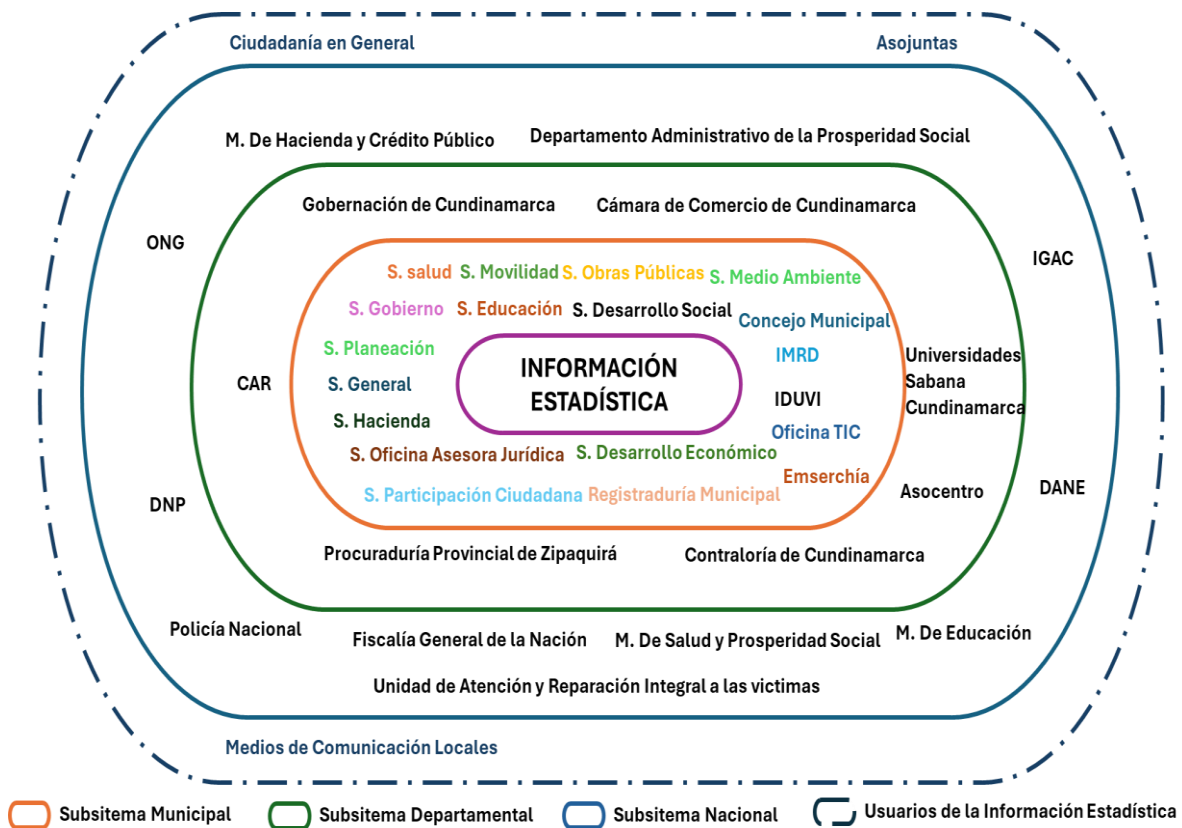 Ciudadanía en General
Asojuntas
M. De Hacienda y Crédito Público
Departamento Administrativo de la Prosperidad Social
Gobernación de Cundinamarca
Cámara de Comercio de Cundinamarca
ONG
IGAC
S. salud
S. Movilidad
S. Obras Públicas
S. Medio Ambiente
S. Gobierno
S. Educación
S. Desarrollo Social
Concejo Municipal
S. Planeación
INFORMACIÓN
ESTADÍSTICA
IMRD
Universidades
Sabana
Cundinamarca
CAR
S. General
IDUVI
S. Hacienda
Oficina TIC
S. Oficina Asesora Jurídica
S. Desarrollo Económico
Emserchía
S. Participación Ciudadana
Registraduría Municipal
Asocentro
DANE
DNP
Procuraduría Provincial de Zipaquirá
Contraloría de Cundinamarca
Policía Nacional
Fiscalía General de la Nación
M. De Salud y Prosperidad Social
M. De Educación
Unidad de Atención y Reparación Integral a las victimas
Medios de Comunicación Locales
Subsitema Municipal
Subsitema Departamental
Subsitema Nacional
Usuarios de la Información Estadística